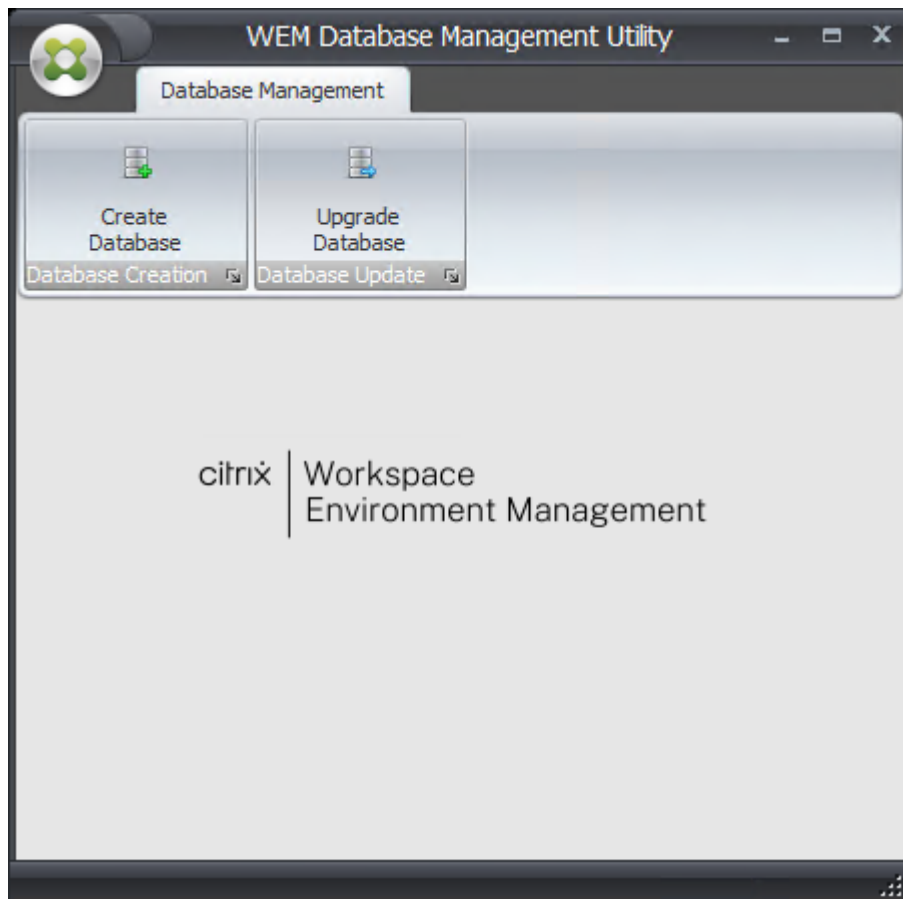 WEM Database Management Utility
Database Management
Create
Database
Upgrade
Database
Database Creation
Database Update
citrix
Workspace
Environment Management